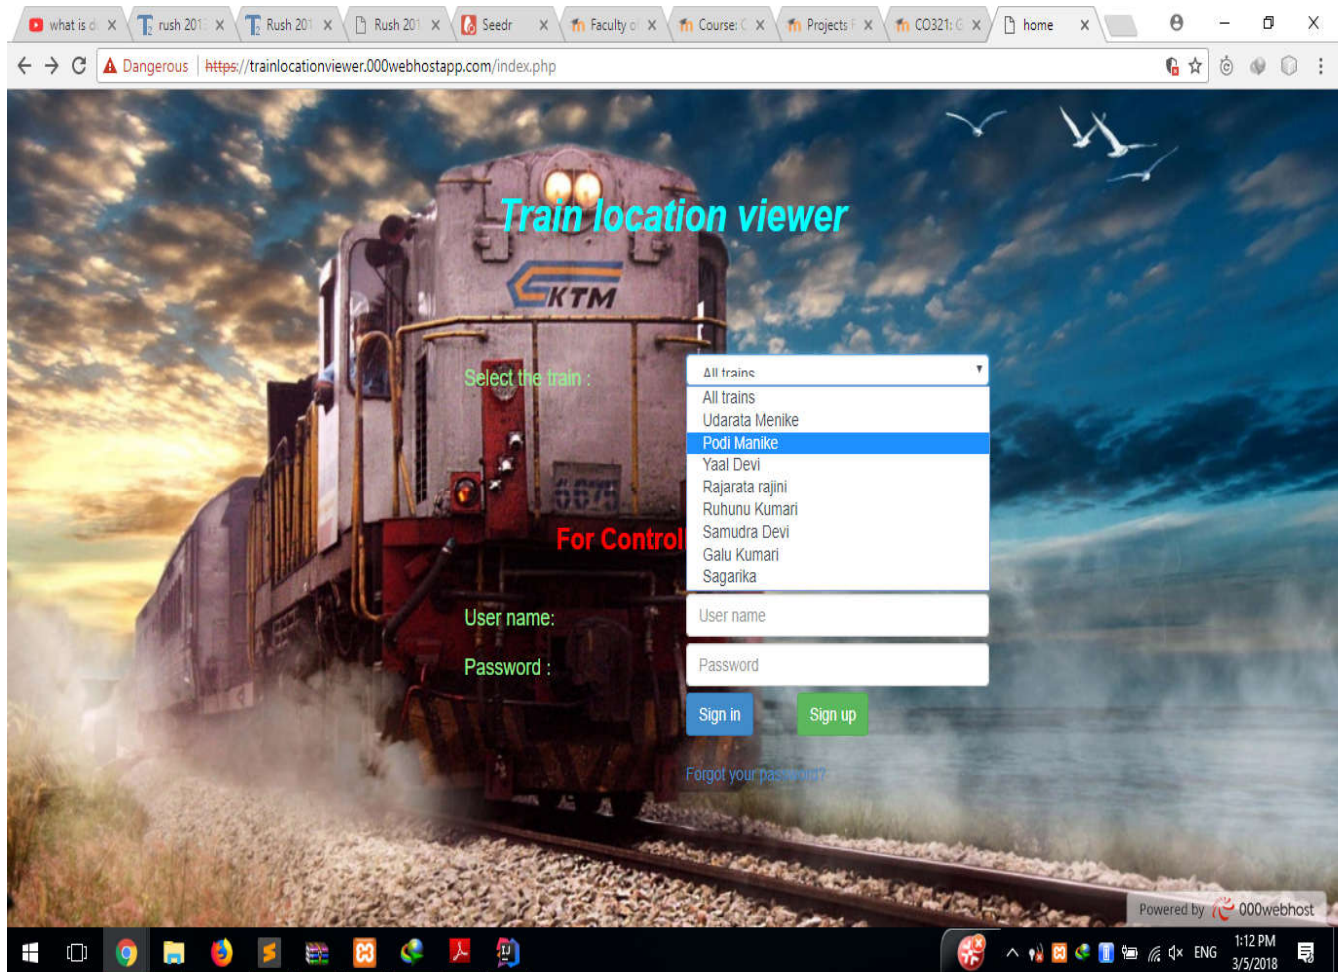 what is d
rush 201
Rush 201
Rush 201
Seedr
Faculty o
Course: C
Projects F
CO321: G
home
Dangerous https://trainlocationviewer.000webhostapp.com/index.php
Train location viewer
KTM
Select the train :
All trains
All trains
Udarata Menike
Podi Manike
Yaal Devi
Rajarata rajini
Ruhunu Kumari
Samudra Devi
Galu Kumari
Sagarika
6675
For Control
User name:
User name
Password :
Password
Sign in
Sign up
Forgot your password?
Powered by 000webhost
ENG
1:12 PM
3/5/2018